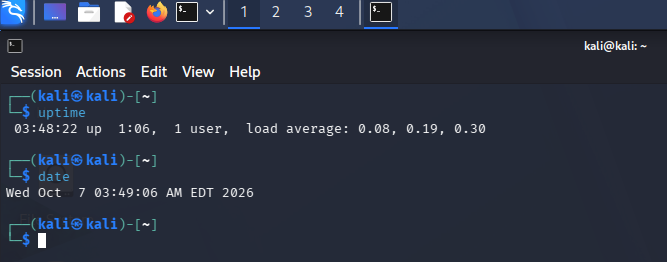 1 2 3 4
kali@kali: ~
Session Actions Edit View Help
┌──(kali㉿kali)-[~]
└─$ uptime
 03:48:22 up  1:06,  1 user,  load average: 0.08, 0.19, 0.30
┌──(kali㉿kali)-[~]
└─$ date
Wed Oct  7 03:49:06 AM EDT 2026
┌──(kali㉿kali)-[~]
└─$